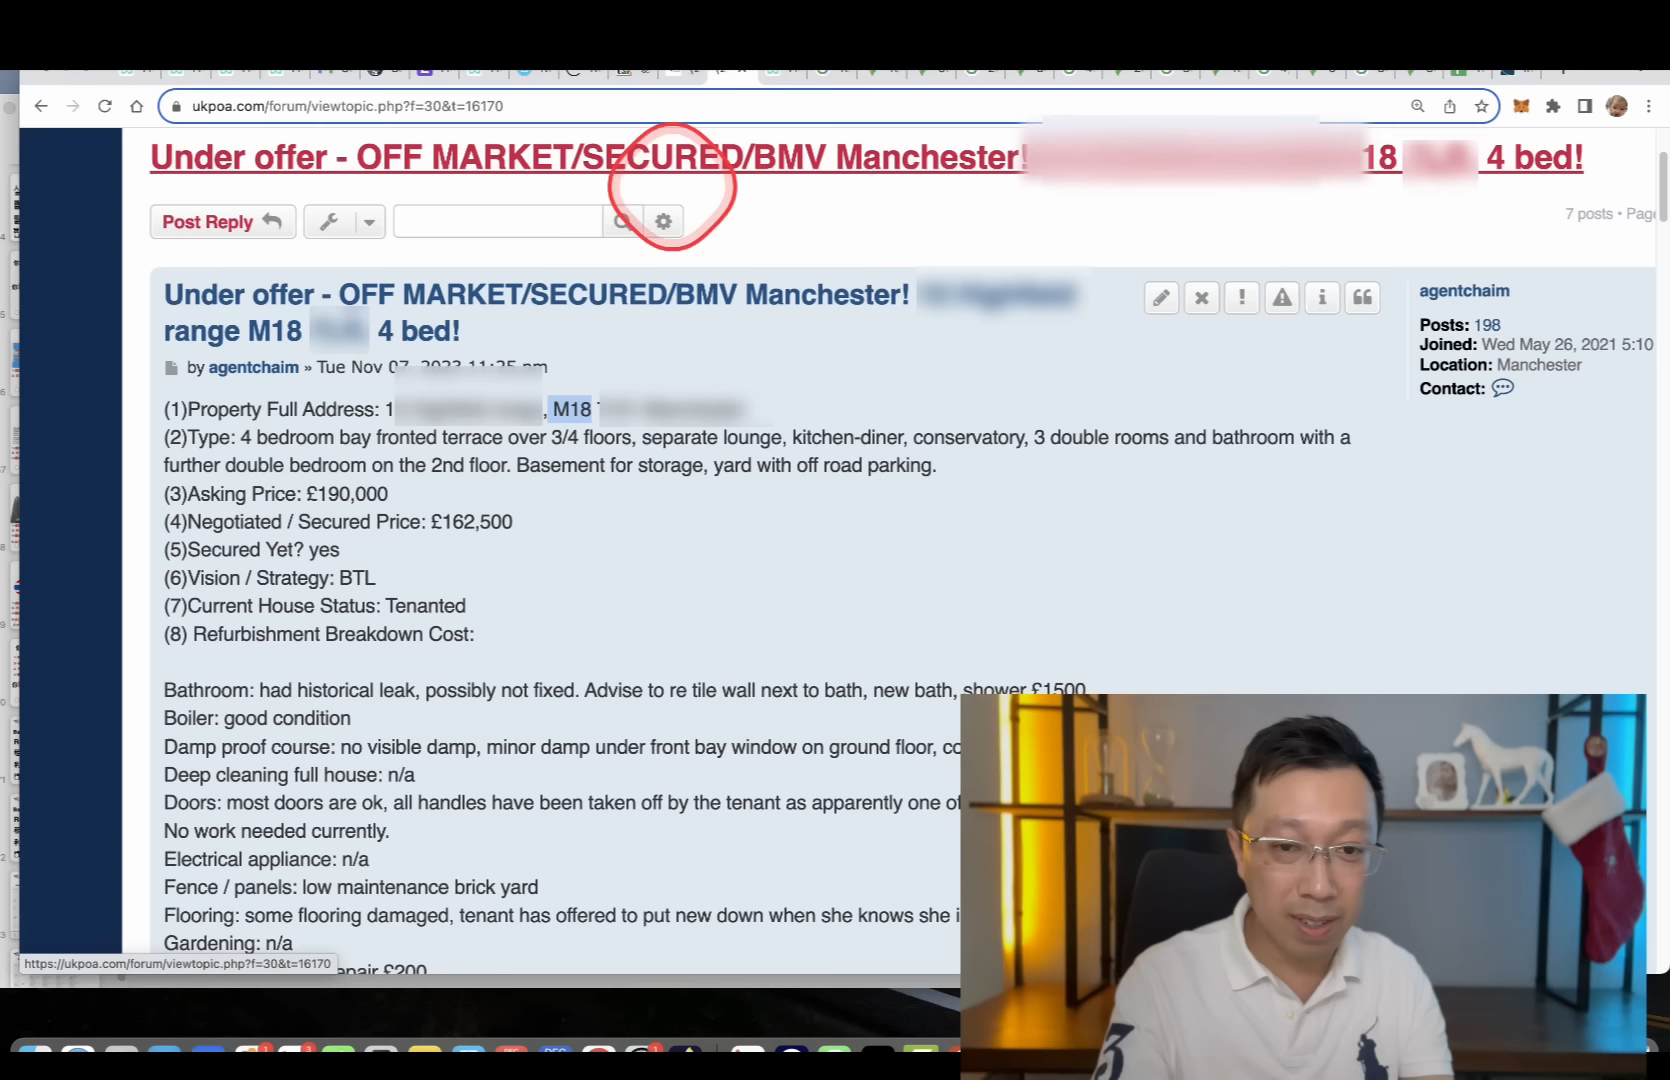 ukpoa.com/forum/viewtopic.php?f=30&t=16170
Under offer - OFF MARKET/SECURED/BMV Manchester! 18 4 bed!
Post Reply
7 posts • Page
Under offer - OFF MARKET/SECURED/BMV Manchester!
range M18 4 bed!
by agentchaim » Tue Nov 07, 2023 11:25 pm
agentchaim
Posts: 198
Joined: Wed May 26, 2021 5:10
Location: Manchester
Contact:
(1)Property Full Address: 1 , M18
(2)Type: 4 bedroom bay fronted terrace over 3/4 floors, separate lounge, kitchen-diner, conservatory, 3 double rooms and bathroom with a
further double bedroom on the 2nd floor. Basement for storage, yard with off road parking.
(3)Asking Price: £190,000
(4)Negotiated / Secured Price: £162,500
(5)Secured Yet? yes
(6)Vision / Strategy: BTL
(7)Current House Status: Tenanted
(8) Refurbishment Breakdown Cost:
Bathroom: had historical leak, possibly not fixed. Advise to re tile wall next to bath, new bath, shower £1500
Boiler: good condition
Damp proof course: no visible damp, minor damp under front bay window on ground floor, co
Deep cleaning full house: n/a
Doors: most doors are ok, all handles have been taken off by the tenant as apparently one of
No work needed currently.
Electrical appliance: n/a
Fence / panels: low maintenance brick yard
Flooring: some flooring damaged, tenant has offered to put new down when she knows she i
Gardening: n/a
https://ukpoa.com/forum/viewtopic.php?f=30&t=16170
£200
3